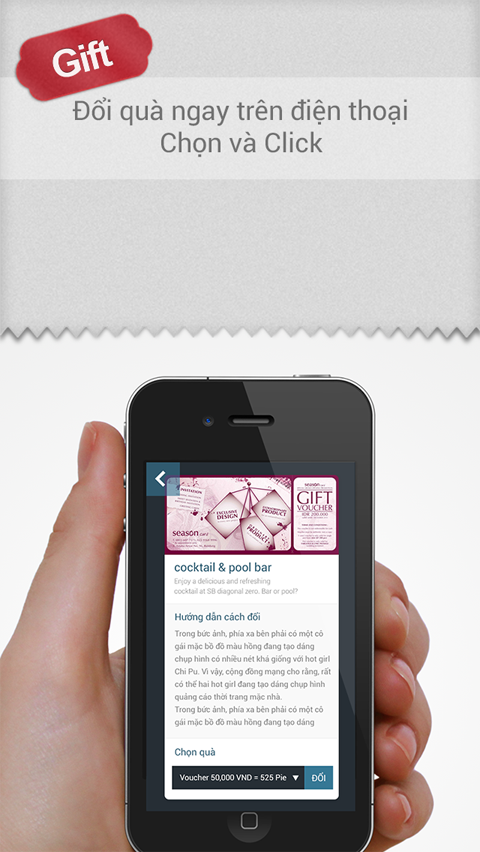 Gift
Đổi quà ngay trên điện thoại
Chọn và Click
INVITATION
EXCLUSIVE
DESIGN
PRODUCT
season.cart
season.cart
GIFT
VOUCHER
cocktail & pool bar
Enjoy a delicious and refreshing
cocktail at SB diagonal zero. Bar or pool?
Hướng dẫn cách đổi
Trong bức ảnh, phía xa bên phải có một cô
gái mặc bồ đồ màu hồng đang tạo dáng
chụp hình có nhiều nét khá giống với hot girl
Chi Pu. Vì vậy, cộng đồng mạng cho rằng, rất
có thể hai hot girl đang tạo dáng chụp hình
quảng cáo thời trang mặc nhà.
Trong bức ảnh, phía xa bên phải có một cô
gái mặc bồ đồ màu hồng đang tạo dáng
Chọn quà
Voucher 50,000 VND = 525 Pie
ĐỔI